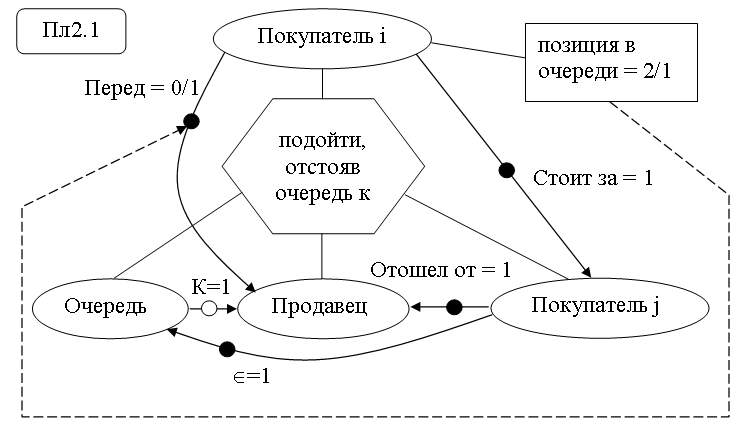 Пл2.1
Покупатель i
позиция в
очереди = 2/1
Перед = 0/1
подойти,
отстояв
очередь к
Стоит за = 1
Отошел от = 1
К=1
Очередь
Продавец
Покупатель j
∈=1